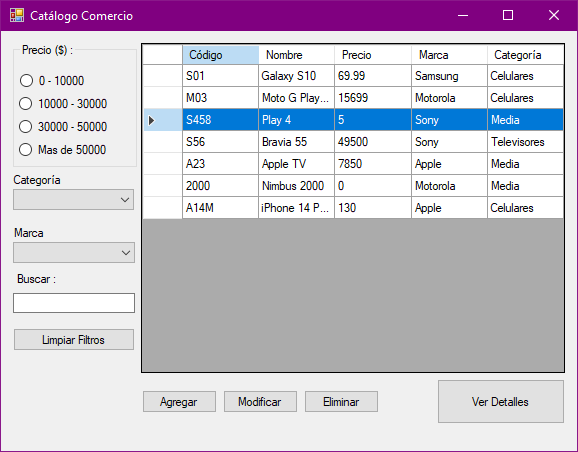 Catálogo Comercio
Precio ($) :
0 - 10000
10000 - 30000
30000 - 50000
Mas de 50000
Categoría
Marca
Buscar :
Limpiar Filtros
Código Nombre Precio Marca Categoría
S01 Galaxy S10 69.99 Samsung Celulares
M03 Moto G Play... 15699 Motorola Celulares
S458 Play 4 5 Sony Media
S56 Bravia 55 49500 Sony Televisores
A23 Apple TV 7850 Apple Media
2000 Nimbus 2000 0 Motorola Media
A14M iPhone 14 P... 130 Apple Celulares
Agregar Modificar Eliminar Ver Detalles